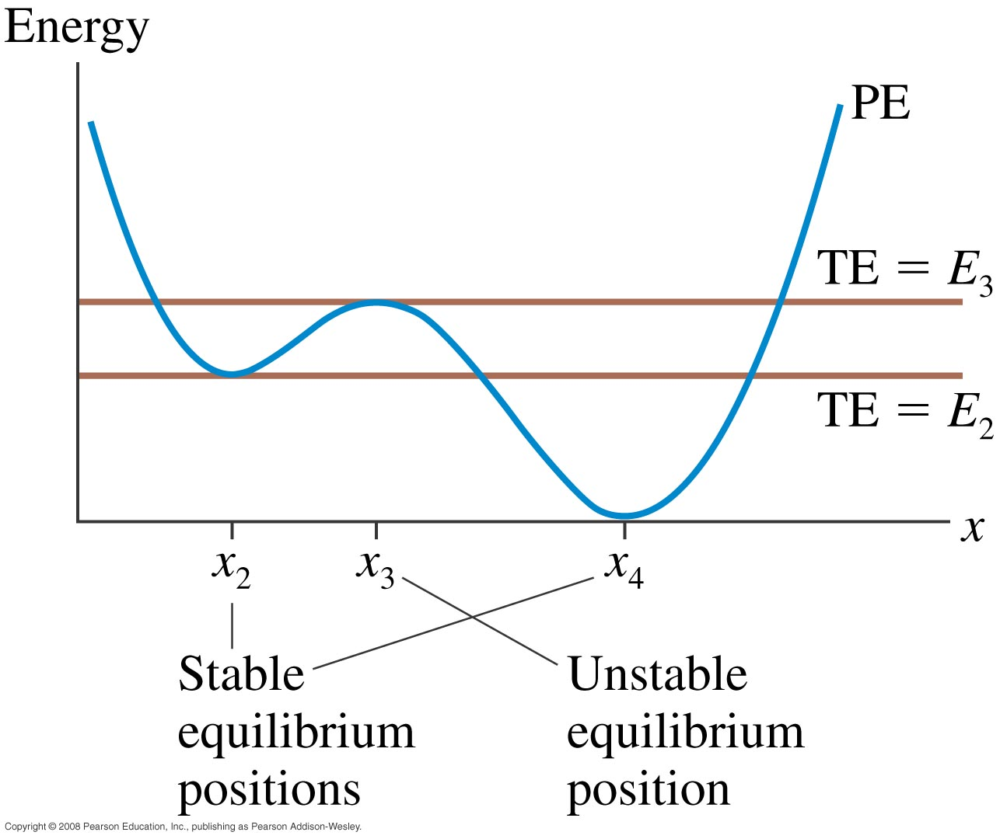 Energy
PE
TE = E₃
TE = E₂
x
x₂ x₃ x₄
Stable equilibrium positions
Unstable equilibrium position
Copyright © 2008 Pearson Education, Inc., publishing as Pearson Addison-Wesley.